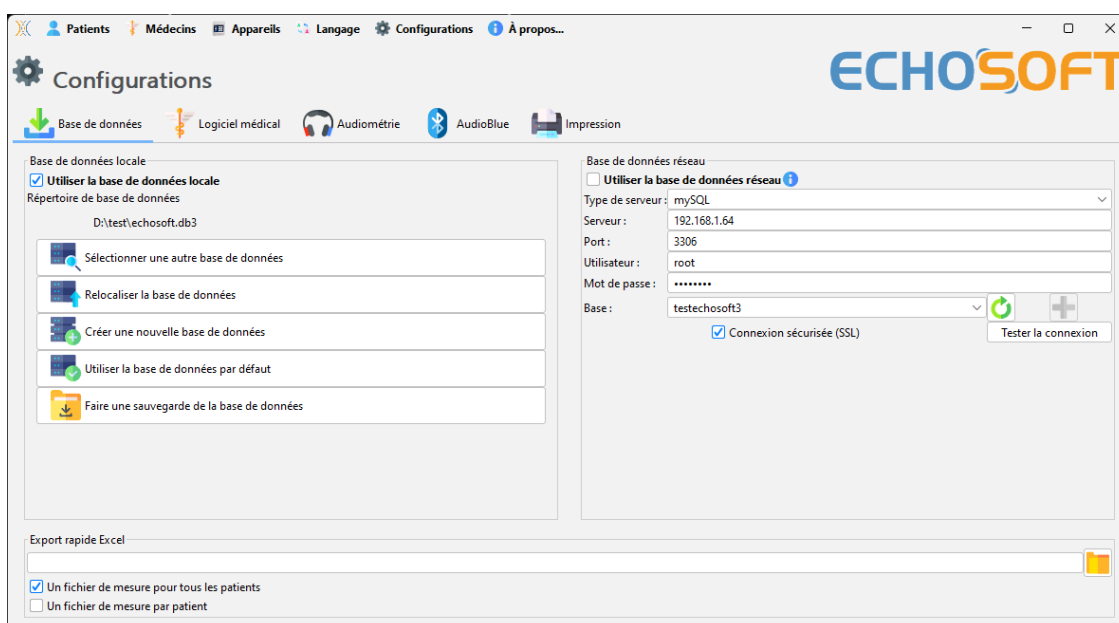 Patients Médecins Appareils Langage Configurations À propos...
Configurations
ECHOSOFT
Base de données Logiciel médical Audiométrie AudioBlue Impression
Base de données locale
Utiliser la base de données locale
Répertoire de base de données
D:\test\echosoft.db3
Sélectionner une autre base de données
Relocaliser la base de données
Créer une nouvelle base de données
Utiliser la base de données par défaut
Faire une sauvegarde de la base de données
Base de données réseau
Utiliser la base de données réseau
Type de serveur : mySQL
Serveur : 192.168.1.64
Port : 3306
Utilisateur : root
Mot de passe : ••••••••
Base : testechosoft3
Connexion sécurisée (SSL) Tester la connexion
Export rapide Excel
Un fichier de mesure pour tous les patients
Un fichier de mesure par patient